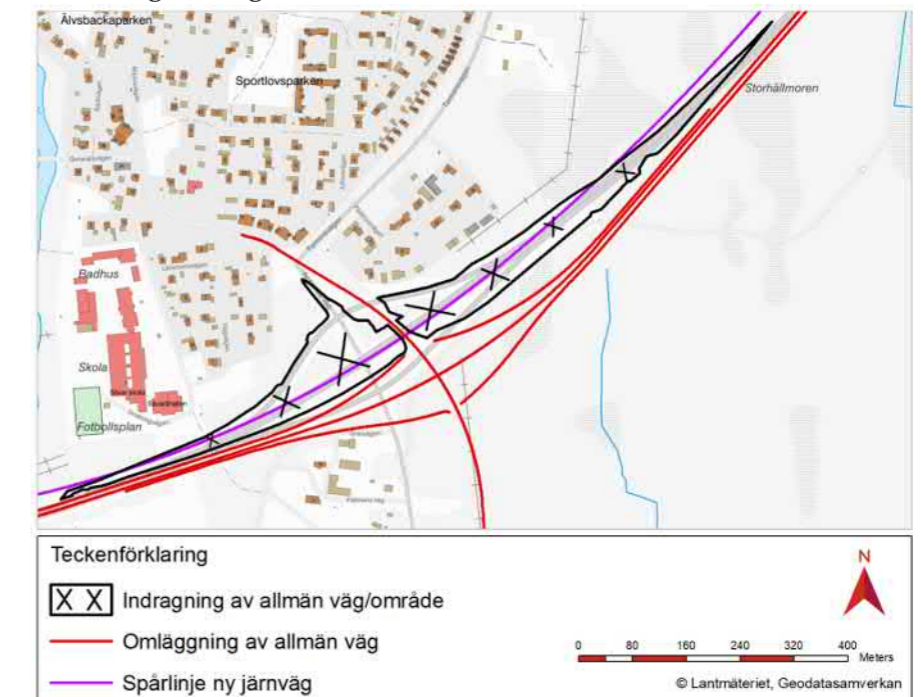 Älvsbackaparken
Sportlovsparken
Storhällmoren
Badhus
Skola
Fotbollsplan
Teckenförklaring
X X Indragning av allmän väg/område
Omläggning av allmän väg
Spårlinje ny järnväg
N
0 80 160 240 320 400
Meters
© Lantmäteriet, Geodatasamverkan